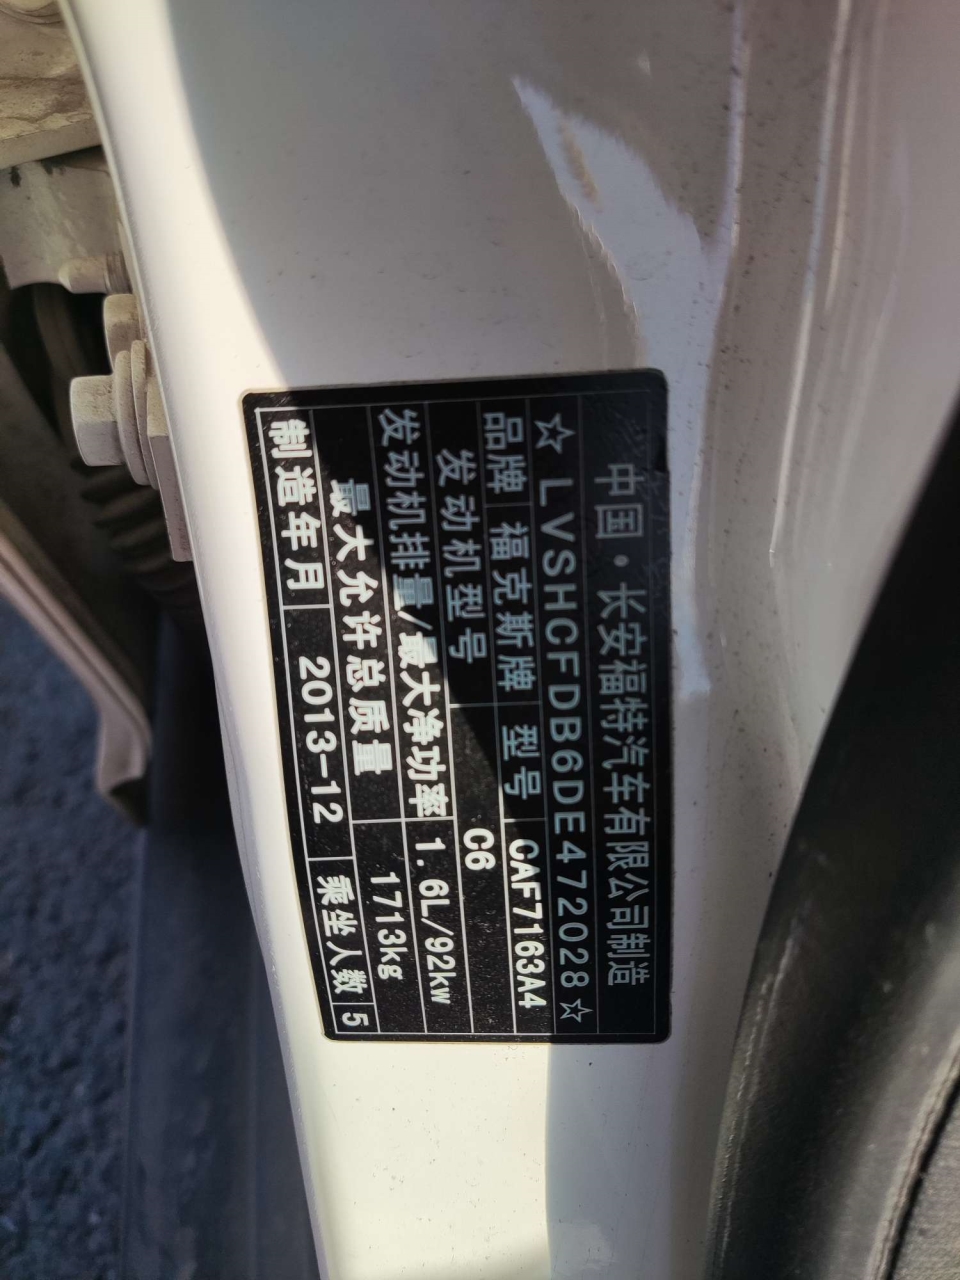 中国·长安福特汽车有限公司制造
☆LVSHCFDB6DE472028☆
品牌 福克斯牌 型号 CAF7163A4
发动机型号 C6
发动机排量/最大净功率 1.6L/92kw
最大允许总质量 1713kg
制造年月 2013-12 乘坐人数 5